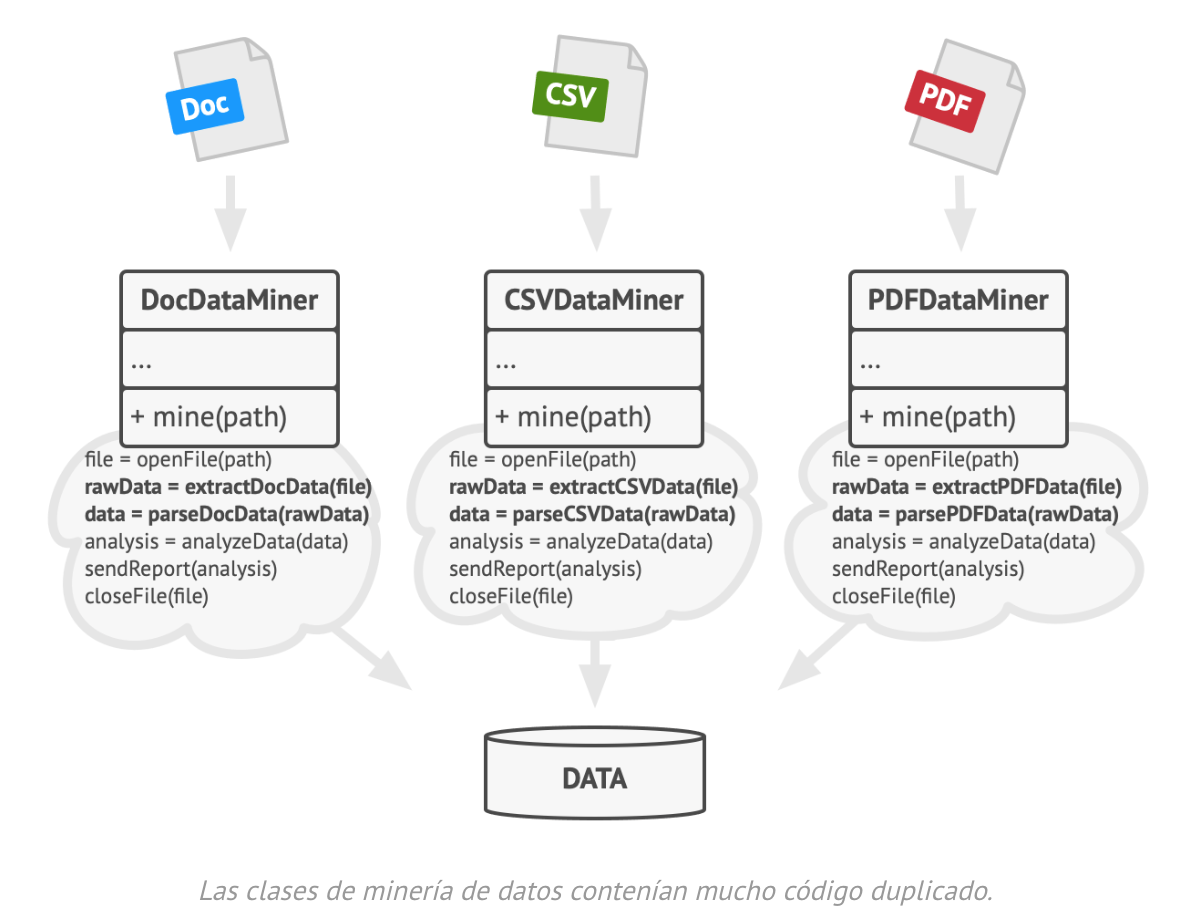 Doc
CSV
PDF
DocDataMiner
...
+ mine(path)
file = openFile(path)
rawData = extractDocData(file)
data = parseDocData(rawData)
analysis = analyzeData(data)
sendReport(analysis)
closeFile(file)
CSVDataMiner
...
+ mine(path)
file = openFile(path)
rawData = extractCSVData(file)
data = parseCSVData(rawData)
analysis = analyzeData(data)
sendReport(analysis)
closeFile(file)
PDFDataMiner
...
+ mine(path)
file = openFile(path)
rawData = extractPDFData(file)
data = parsePDFData(rawData)
analysis = analyzeData(data)
sendReport(analysis)
closeFile(file)
DATA
Las clases de minería de datos contenían mucho código duplicado.